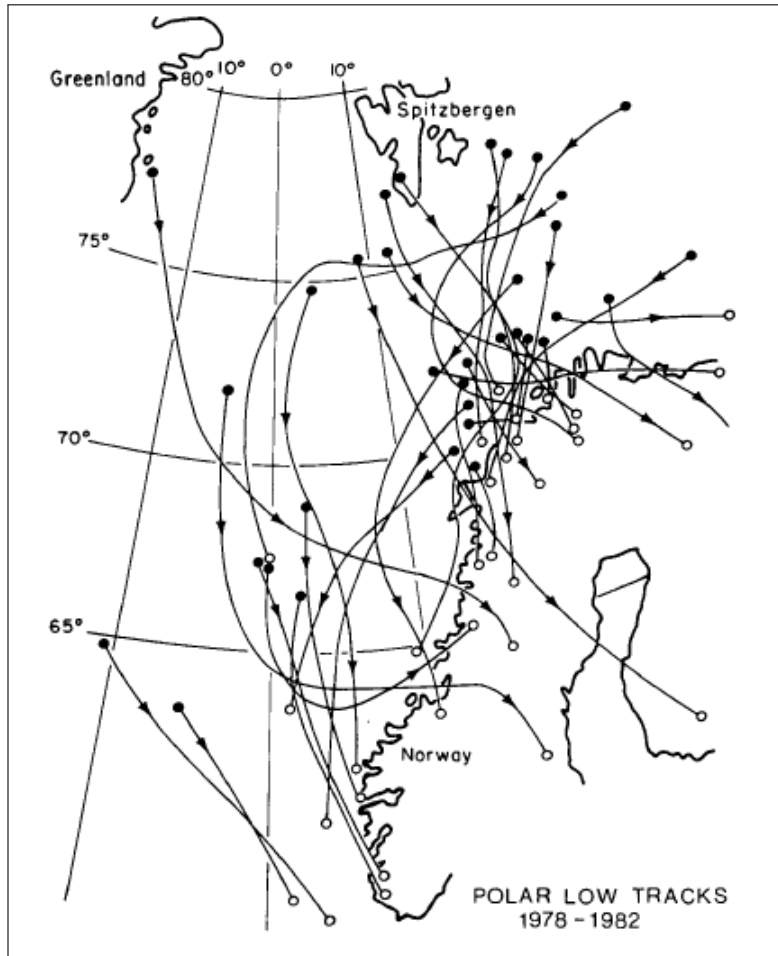 Greenland
80° 10° 0° 10°
Spitzbergen
75°
70°
65°
Norway
POLAR LOW TRACKS
1978-1982